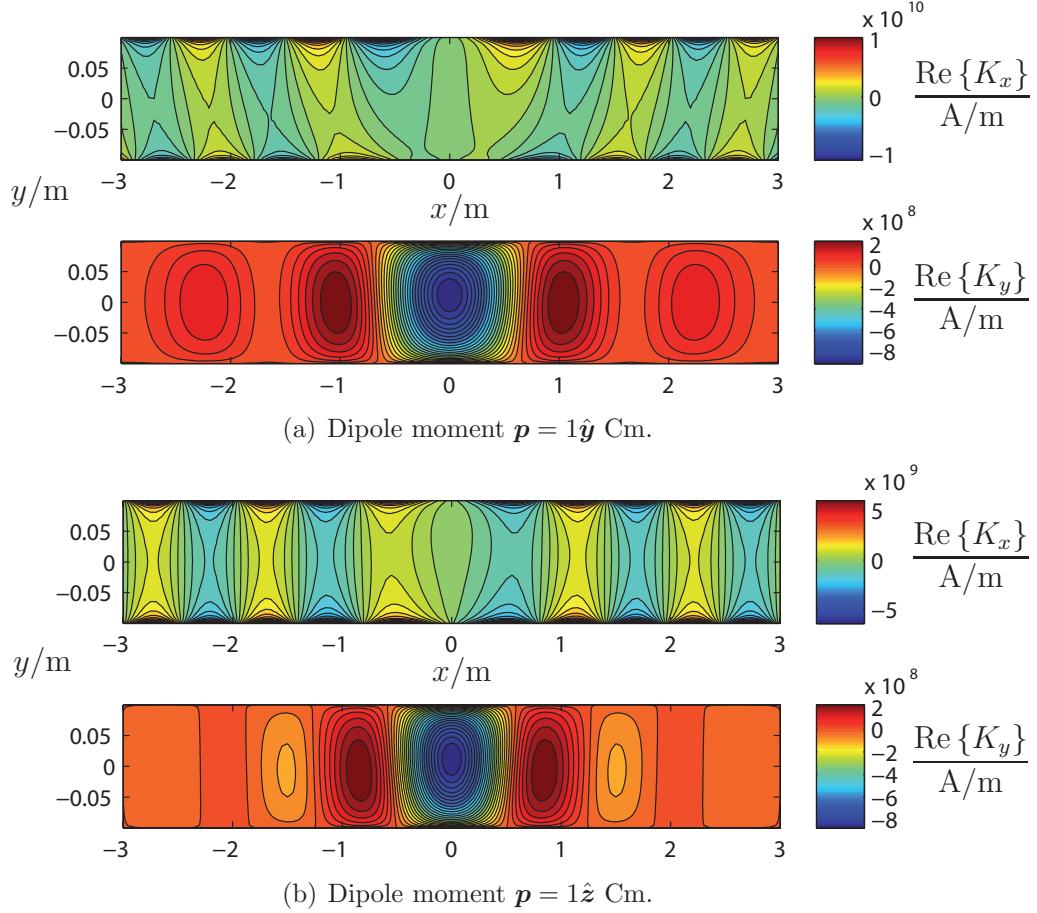 x 10^10
0.05
0
−0.05
−3 −2 −1 0 1 2 3
y/m
x/m
1
0
−1
Re {K_x}
A/m
x 10^8
0.05
0
−0.05
−3 −2 −1 0 1 2 3
2
0
−2
−4
−6
−8
Re {K_y}
A/m
(a) Dipole moment p = 1ŷ Cm.
x 10^9
0.05
0
−0.05
−3 −2 −1 0 1 2 3
y/m
x/m
5
0
−5
Re {K_x}
A/m
x 10^8
0.05
0
−0.05
−3 −2 −1 0 1 2 3
2
0
−2
−4
−6
−8
Re {K_y}
A/m
(b) Dipole moment p = 1ẑ Cm.